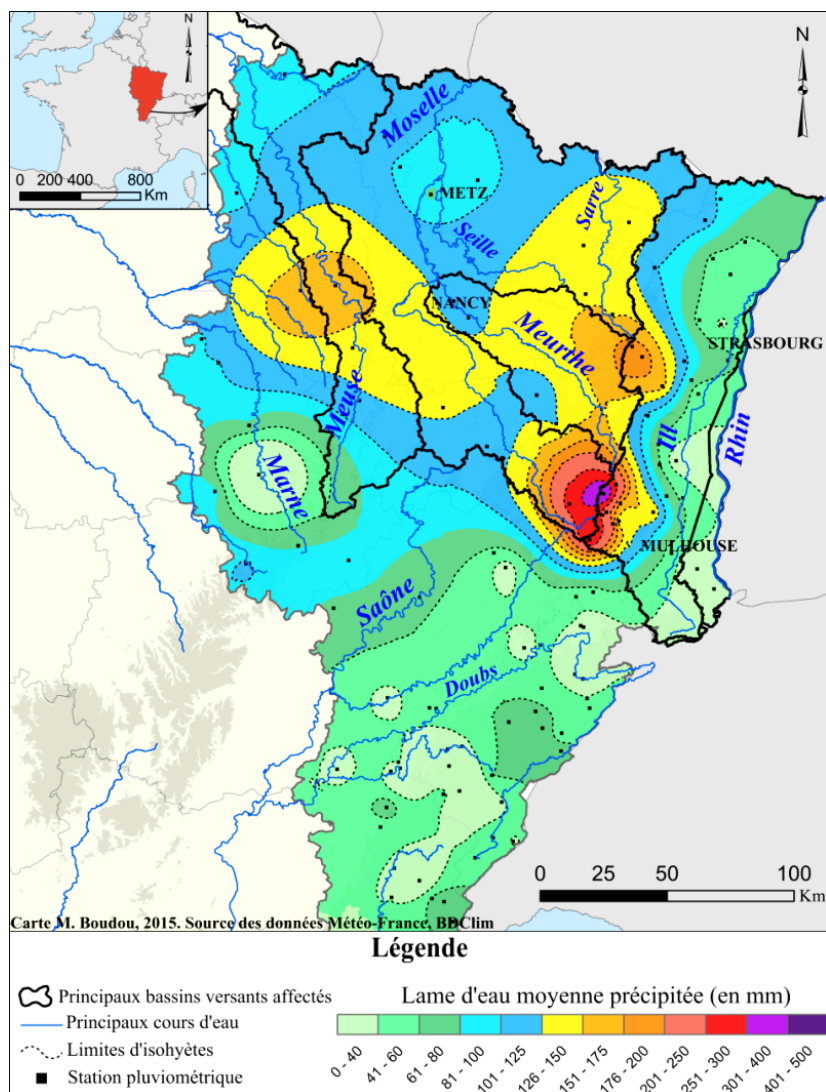 N
N
0 200 400 800
Km
Moselle
METZ
Sarre
Seille
NANCY
STRASBOURG
Meurthe
Meuse
Ill
Rhin
Marne
MULHOUSE
Saône
Doubs
0 25 50 100
Km
Carte M. Boudou, 2015. Source des données Météo-France, BDClim
Légende
Principaux bassins versants affectés
Principaux cours d'eau
Limites d'isohyètes
Station pluviométrique
Lame d'eau moyenne précipitée (en mm)
0 - 40
41 - 60
61 - 80
81 - 100
101 - 125
126 - 150
151 - 175
176 - 200
201 - 250
251 - 300
301 - 400
401 - 500